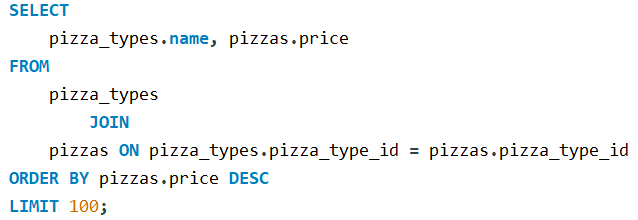 SELECT
    pizza_types.name, pizzas.price
FROM
    pizza_types
        JOIN
    pizzas ON pizza_types.pizza_type_id = pizzas.pizza_type_id
ORDER BY pizzas.price DESC
LIMIT 100;